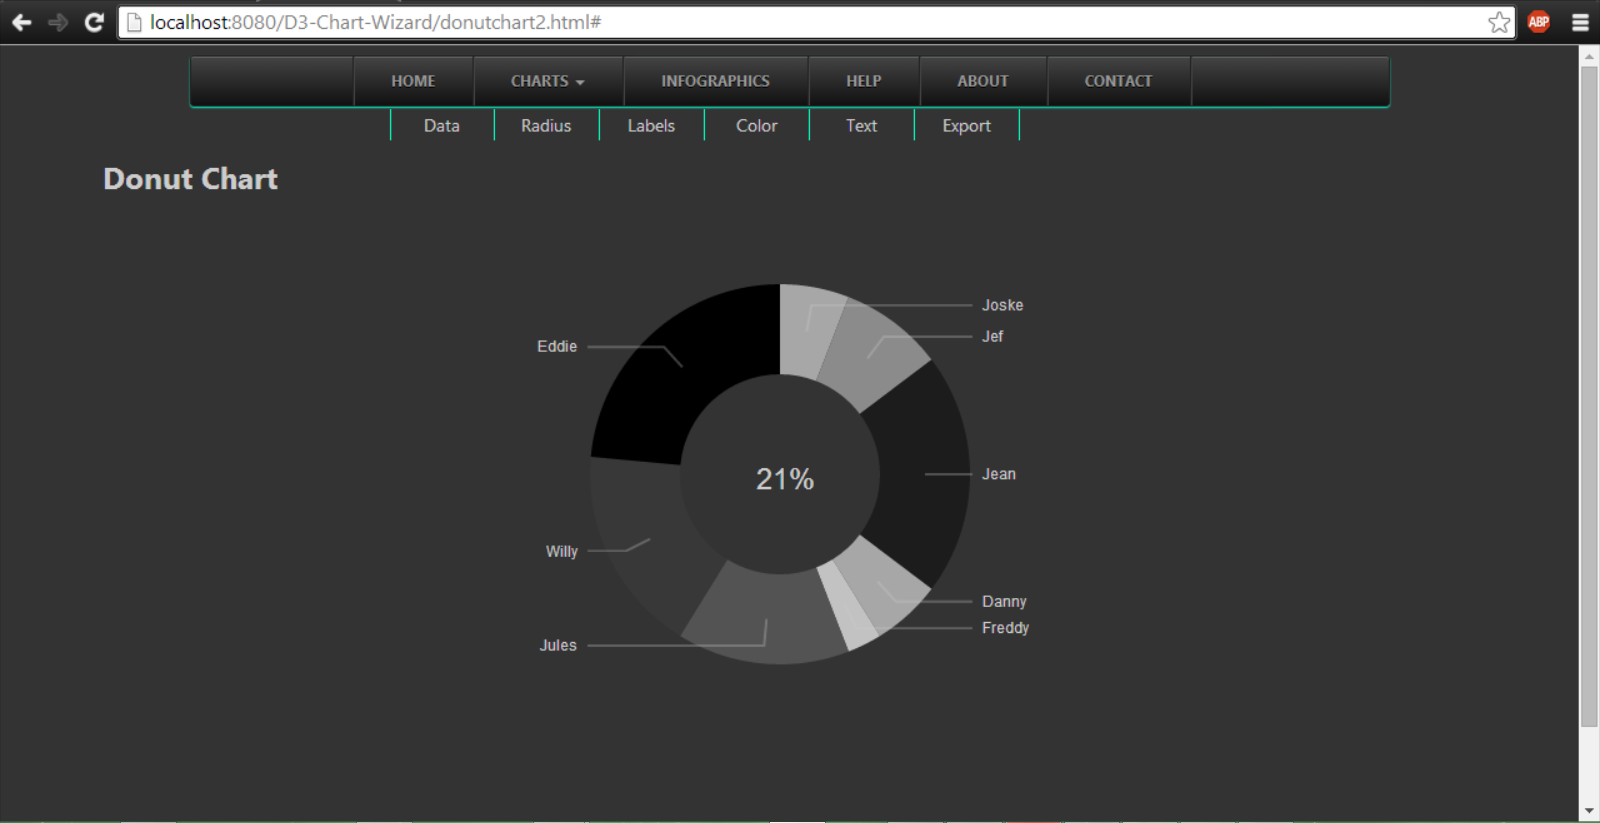 localhost:8080/D3-Chart-Wizard/donutchart2.html#
ABP
HOME CHARTS INFOGRAPHICS HELP ABOUT CONTACT
Data Radius Labels Color Text Export
Donut Chart
Joske
Jef
Eddie
Jean
21%
Willy
Danny
Freddy
Jules